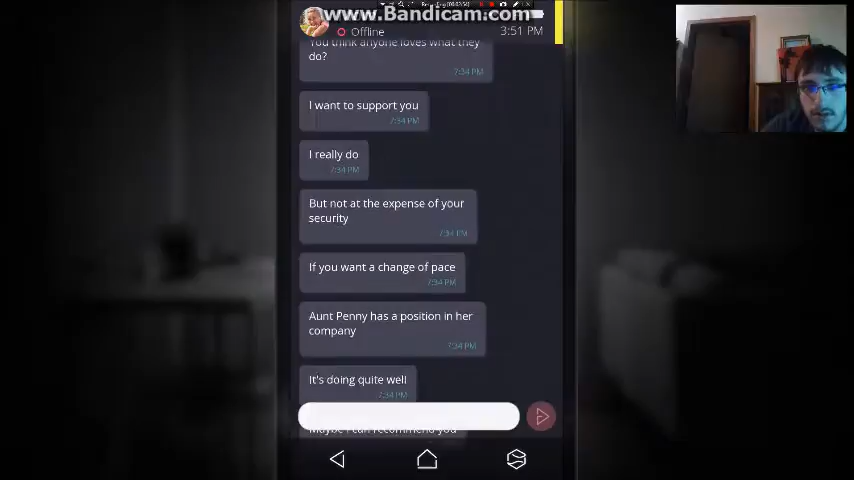 www.Bandicam.com
Offline
3:51 PM
You think anyone loves what they
do?
7:34 PM
I want to support you
7:34 PM
I really do
7:34 PM
But not at the expense of your
security
7:34 PM
If you want a change of pace
7:34 PM
Aunt Penny has a position in her
company
7:34 PM
It's doing quite well
7:34 PM
Maybe I can recommend you